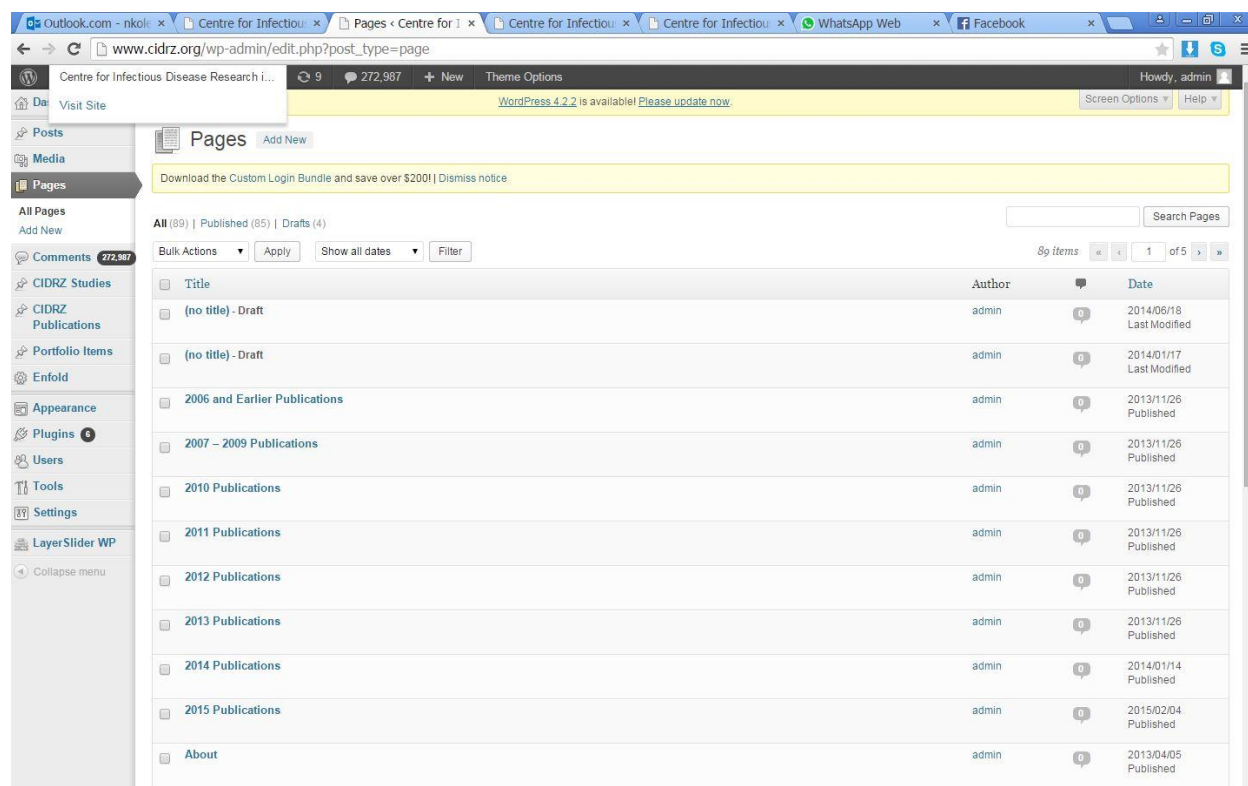 Outlook.com - nkole
Centre for Infectiou
Pages < Centre for I
Centre for Infectiou
Centre for Infectiou
WhatsApp Web
Facebook
www.cidrz.org/wp-admin/edit.php?post_type=page
Centre for Infectious Disease Research i...
9
272,987
+ New
Theme Options
Howdy, admin
Visit Site
WordPress 4.2.2 is available! Please update now.
Screen Options
Help
Da
Posts
Media
Pages
All Pages
Add New
Comments 272,987
CIDRZ Studies
CIDRZ
Publications
Portfolio Items
Enfold
Appearance
Plugins 6
Users
Tools
Settings
LayerSlider WP
Collapse menu
Pages Add New
Download the Custom Login Bundle and save over $200! | Dismiss notice
All (89) | Published (85) | Drafts (4)
Search Pages
Bulk Actions Apply Show all dates Filter
89 items « ‹ 1 of 5 › »
Title Author Date
(no title) - Draft admin 0 2014/06/18
Last Modified
(no title) - Draft admin 0 2014/01/17
Last Modified
2006 and Earlier Publications admin 0 2013/11/26
Published
2007 – 2009 Publications admin 0 2013/11/26
Published
2010 Publications admin 0 2013/11/26
Published
2011 Publications admin 0 2013/11/26
Published
2012 Publications admin 0 2013/11/26
Published
2013 Publications admin 0 2013/11/26
Published
2014 Publications admin 0 2014/01/14
Published
2015 Publications admin 0 2015/02/04
Published
About admin 0 2013/04/05
Published